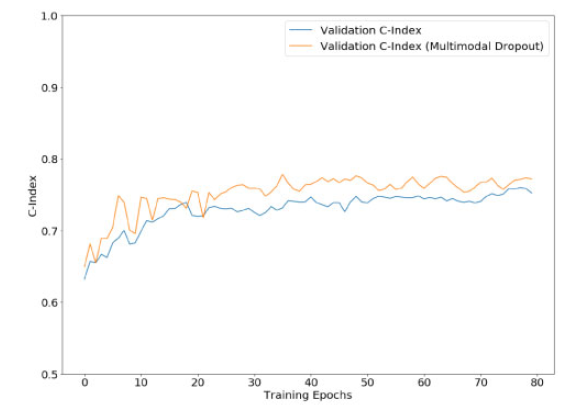 Validation C-Index
Validation C-Index (Multimodal Dropout)
C-Index
1.0
0.9
0.8
0.7
0.6
0.5
0 10 20 30 40 50 60 70 80
Training Epochs